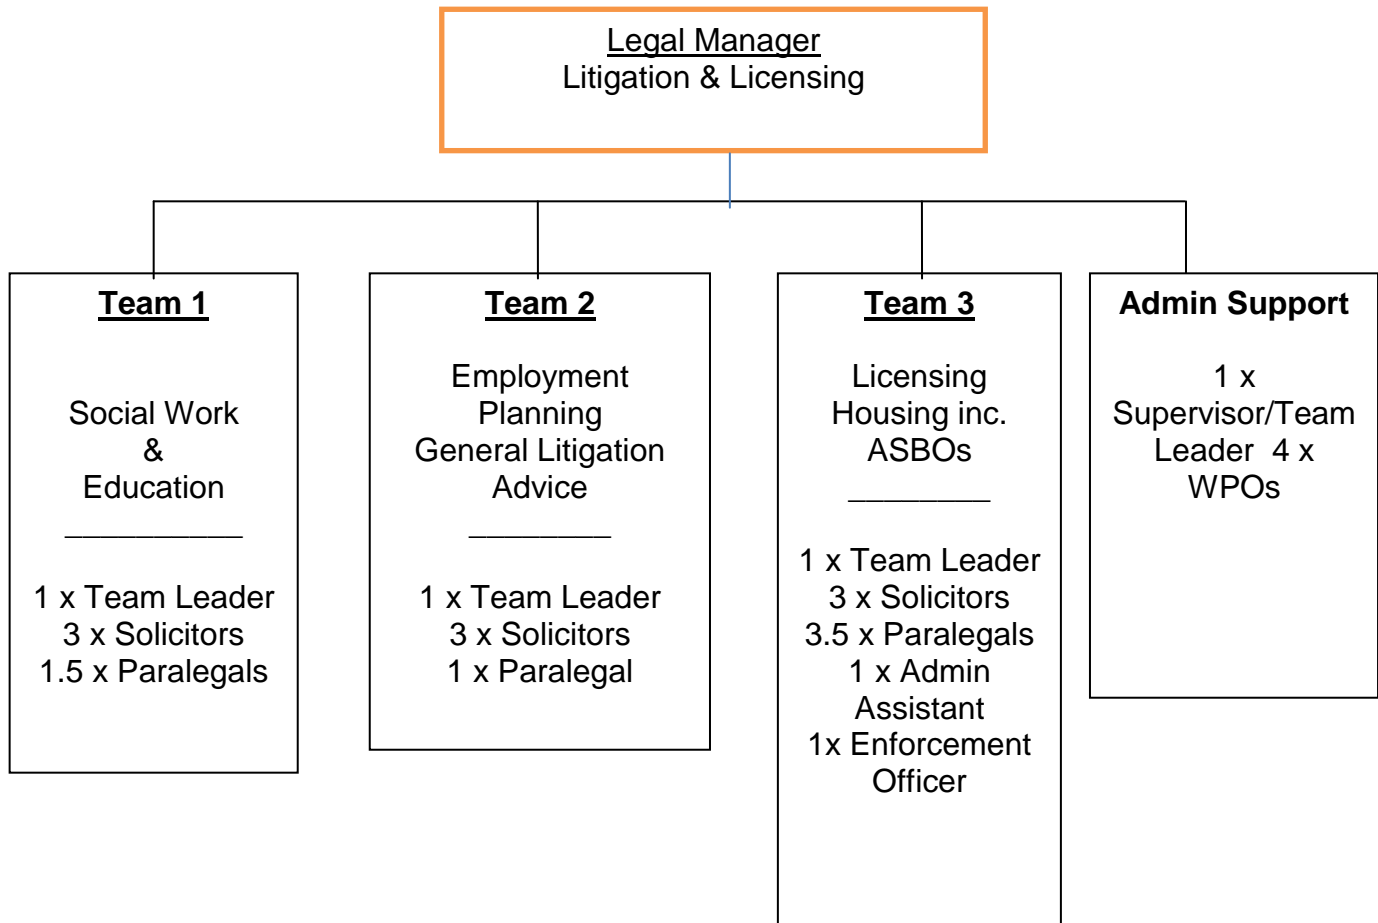 Legal Manager
Litigation & Licensing
Team 1
Social Work
&
Education
__________
1 x Team Leader
3 x Solicitors
1.5 x Paralegals
Team 2
Employment
Planning
General Litigation
Advice
________
1 x Team Leader
3 x Solicitors
1 x Paralegal
Team 3
Licensing
Housing inc.
ASBOs
________
1 x Team Leader
3 x Solicitors
3.5 x Paralegals
1 x Admin
Assistant
1x Enforcement
Officer
Admin Support
1 x
Supervisor/Team
Leader 4 x
WPOs